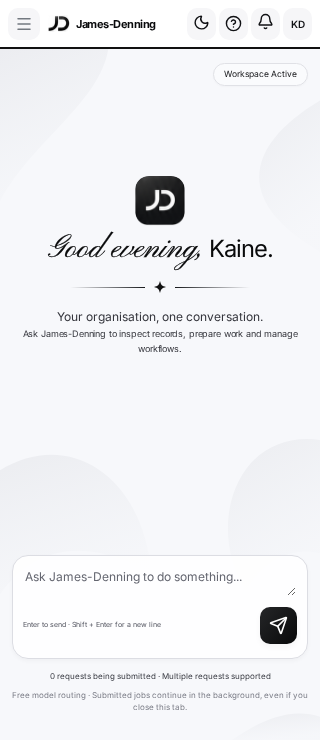 JD James-Denning KD
Workspace Active
JD
Good evening, Kaine.
Your organisation, one conversation.
Ask James-Denning to inspect records, prepare work and manage
workflows.
Ask James-Denning to do something...
Enter to send · Shift + Enter for a new line
0 requests being submitted · Multiple requests supported
Free model routing · Submitted jobs continue in the background, even if you
close this tab.